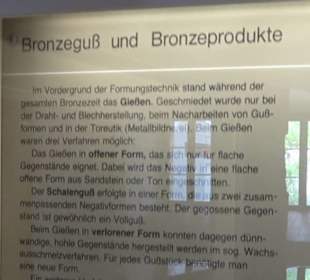 Bronzeguß und Bronzeprodukte
Im Vordergrund der Formungstechnik stand während der
gesamten Bronzezeit das Gießen. Geschmiedet wurde nur bei
der Draht- und Blechherstellung, beim Nacharbeiten von Guß-
formen und in der Toreutik (Metallbildnerei). Beim Gießen
waren drei Verfahren möglich:
Das Gießen in offener Form, das sich nur für flache
Gegenstände eignet. Dabei wird das Negativ in eine flache
offene Form aus Sandstein oder Ton eingeschnitten.
Der Schalenguß erfolgte in einer Form, die aus zwei zusam-
menpassenden Negativformen besteht. Der gegossene Gegen-
stand ist gewöhnlich ein Vollguß.
Beim Gießen in verlorener Form konnten dagegen dünn-
wandige, hohle Gegenstände hergestellt werden im sog. Wachs-
ausschmelzverfahren. Für jedes Gußstück benötigte man
eine neue Form.